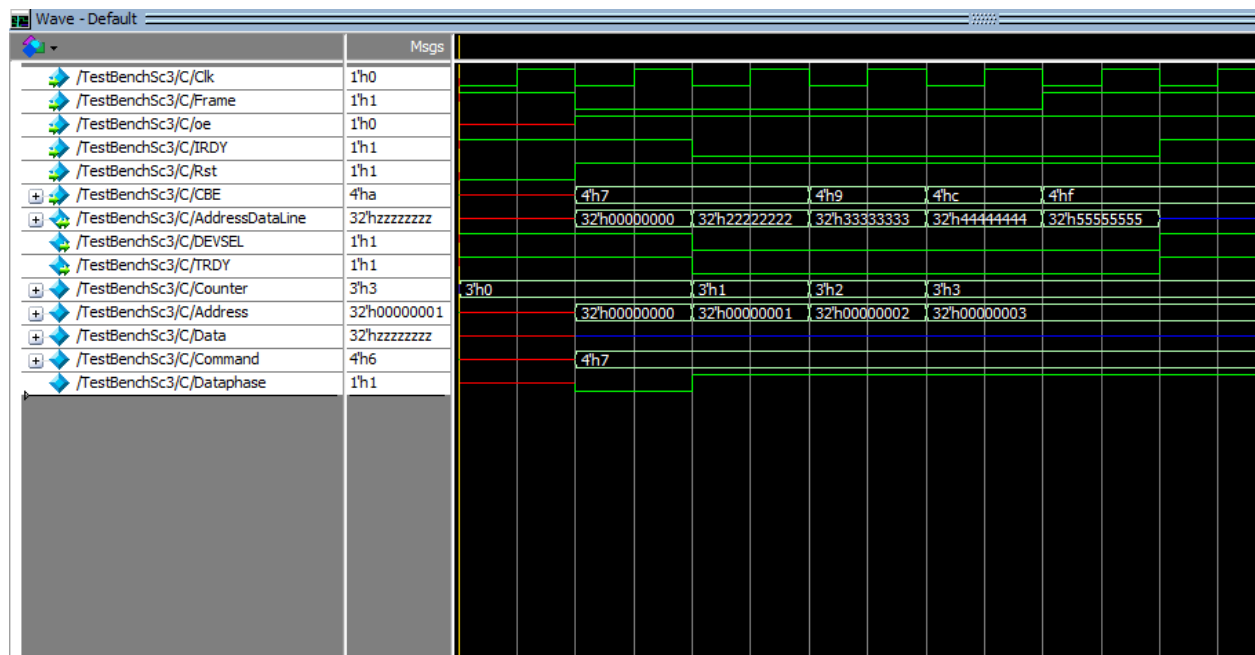 Wave - Default
Msgs
/TestBenchSc3/C/Clk 1'h0
/TestBenchSc3/C/Frame 1'h1
/TestBenchSc3/C/oe 1'h0
/TestBenchSc3/C/IRDY 1'h1
/TestBenchSc3/C/Rst 1'h1
/TestBenchSc3/C/CBE 4'ha 4'h7 4'h9 4'hc 4'hf
/TestBenchSc3/C/AddressDataLine 32'hzzzzzzzz 32'h00000000 32'h22222222 32'h33333333 32'h44444444 32'h55555555
/TestBenchSc3/C/DEVSEL 1'h1
/TestBenchSc3/C/TRDY 1'h1
/TestBenchSc3/C/Counter 3'h3 3'h0 3'h1 3'h2 3'h3
/TestBenchSc3/C/Address 32'h00000001 32'h00000000 32'h00000001 32'h00000002 32'h00000003
/TestBenchSc3/C/Data 32'hzzzzzzzz
/TestBenchSc3/C/Command 4'h6 4'h7
/TestBenchSc3/C/Dataphase 1'h1